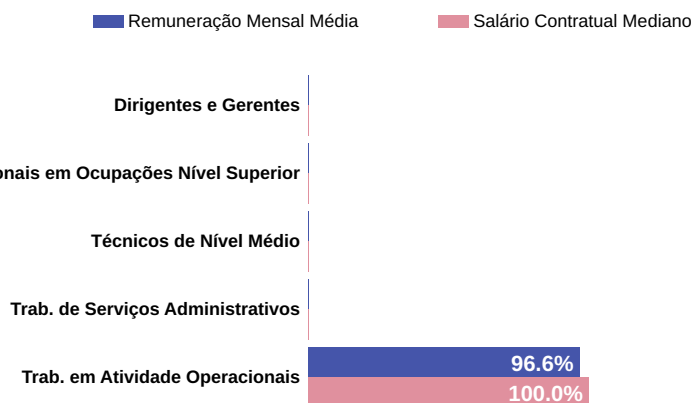 Remuneração Mensal Média Salário Contratual Mediano
Dirigentes e Gerentes
em Ocupações Nível Superior
Técnicos de Nível Médio
Trab. de Serviços Administrativos
Trab. em Atividade Operacionais
96.6%
100.0%